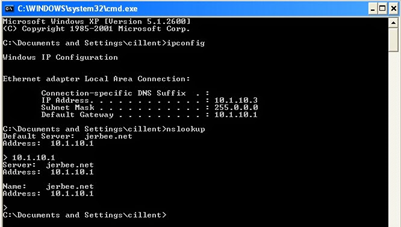 C:\WINDOWS\system32\cmd.exe
Microsoft Windows XP [Version 5.1.2600]
(C) Copyright 1985-2001 Microsoft Corp.
C:\Documents and Settings\cillent>ipconfig
Windows IP Configuration
Ethernet adapter Local Area Connection:
Connection-specific DNS Suffix  . :
IP Address. . . . . . . . . . . . : 10.1.10.3
Subnet Mask . . . . . . . . . . . : 255.0.0.0
Default Gateway . . . . . . . . . : 10.1.10.1
C:\Documents and Settings\cillent>nslookup
Default Server:  jerbee.net
Address:  10.1.10.1
> 10.1.10.1
Server:  jerbee.net
Address:  10.1.10.1
Name:    jerbee.net
Address:  10.1.10.1
>
C:\Documents and Settings\cillent>